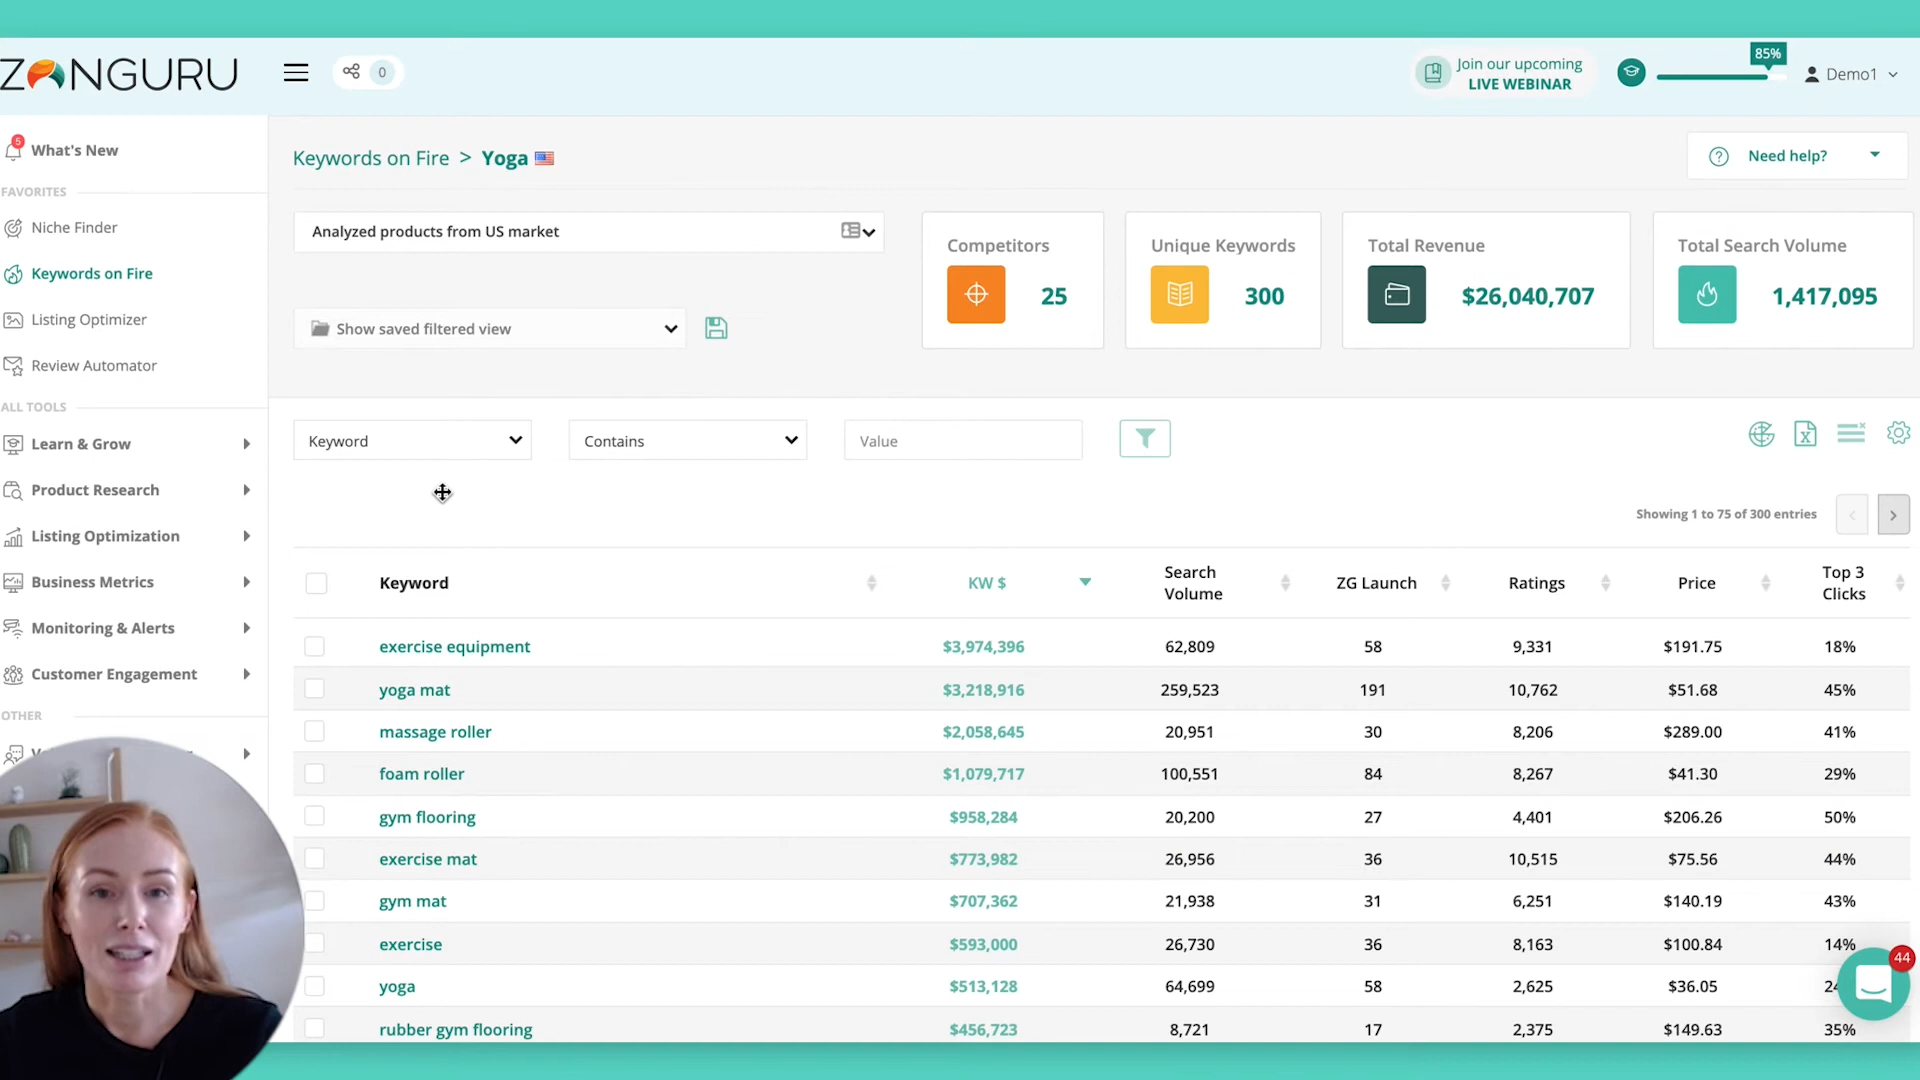 ZONGURU
0
Join our upcoming
LIVE WEBINAR
85%
Demo1
5
What's New
FAVORITES
Niche Finder
Keywords on Fire
Listing Optimizer
Review Automator
ALL TOOLS
Learn & Grow
Product Research
Listing Optimization
Business Metrics
Monitoring & Alerts
Customer Engagement
OTHER
Keywords on Fire > Yoga
Need help?
Analyzed products from US market
Show saved filtered view
Competitors
25
Unique Keywords
300
Total Revenue
$26,040,707
Total Search Volume
1,417,095
Keyword
Contains
Value
Showing 1 to 75 of 300 entries
Keyword KW $ Search Volume ZG Launch Ratings Price Top 3 Clicks
exercise equipment $3,974,396 62,809 58 9,331 $191.75 18%
yoga mat $3,218,916 259,523 191 10,762 $51.68 45%
massage roller $2,058,645 20,951 30 8,206 $289.00 41%
foam roller $1,079,717 100,551 84 8,267 $41.30 29%
gym flooring $958,284 20,200 27 4,401 $206.26 50%
exercise mat $773,982 26,956 36 10,515 $75.56 44%
gym mat $707,362 21,938 31 6,251 $140.19 43%
exercise $593,000 26,730 36 8,163 $100.84 14%
yoga $513,128 64,699 58 2,625 $36.05
rubber gym flooring $456,723 8,721 17 2,375 $149.63 35%
44